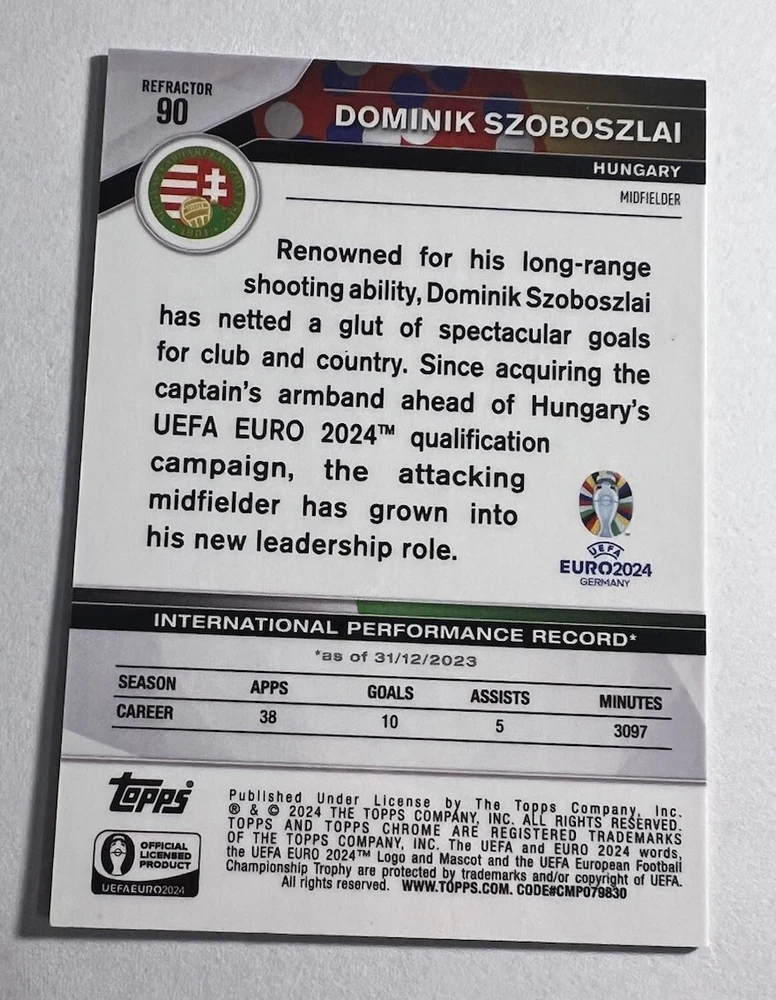 REFRACTOR
90
DOMINIK SZOBOSZLAI
HUNGARY
MIDFIELDER
Renowned for his long-range
shooting ability, Dominik Szoboszlai
has netted a glut of spectacular goals
for club and country. Since acquiring the
captain's armband ahead of Hungary's
UEFA EURO 2024™ qualification
campaign, the attacking
midfielder has grown into
his new leadership role.
UEFA
EURO2024
GERMANY
INTERNATIONAL PERFORMANCE RECORD*
*as of 31/12/2023
SEASON APPS GOALS ASSISTS MINUTES
CAREER 38 10 5 3097
topps
OFFICIAL
LICENSED
PRODUCT
UEFAEURO2024
Published Under License by The Topps Company, Inc.
® & © 2024 THE TOPPS COMPANY, INC. ALL RIGHTS RESERVED.
TOPPS AND TOPPS CHROME ARE REGISTERED TRADEMARKS
OF THE TOPPS COMPANY, INC. The UEFA and EURO 2024 words,
the UEFA EURO 2024™ Logo and Mascot and the UEFA European Football
Championship Trophy are protected by trademarks and/or copyright of UEFA.
All rights reserved. WWW.TOPPS.COM. CODE#CMP079830